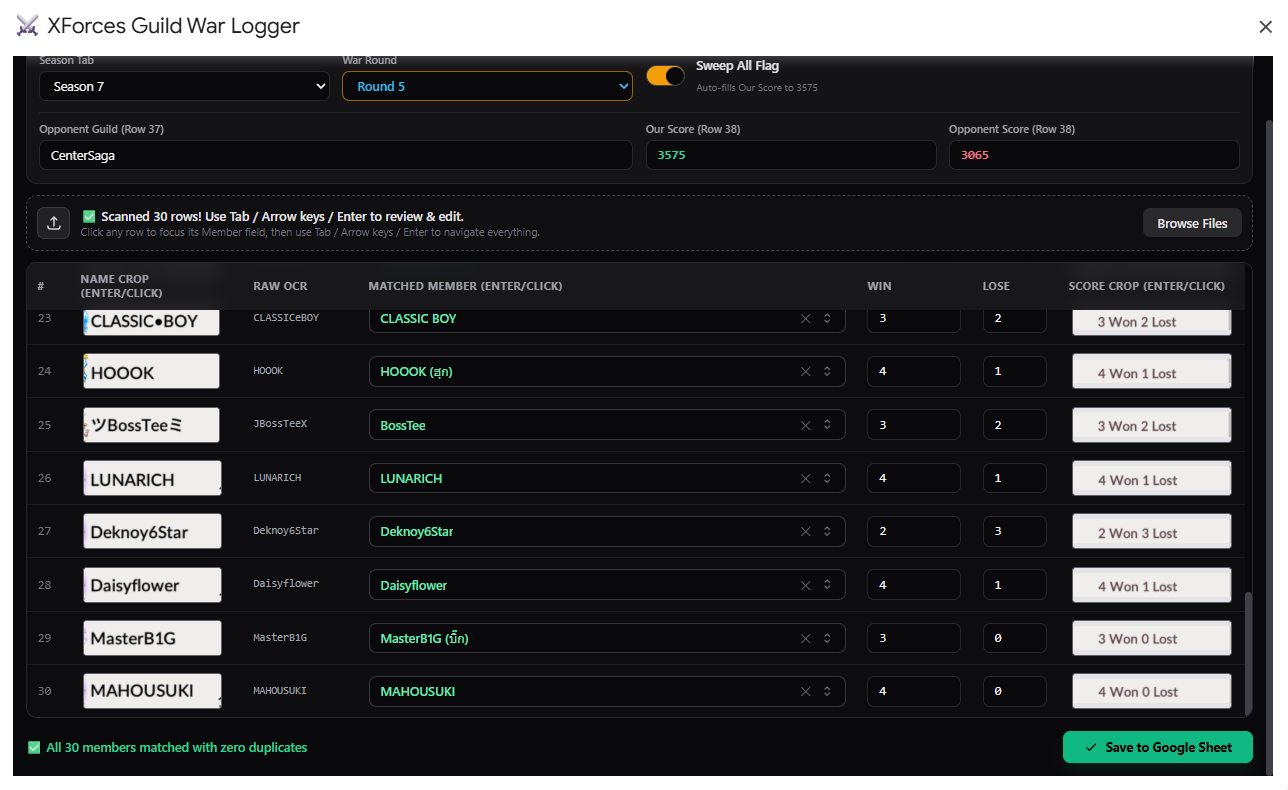 XForces Guild War Logger
Season Tab
War Round
Season 7
Round 5
Sweep All Flag
Auto-fills Our Score to 3575
Opponent Guild (Row 37)
Our Score (Row 38)
Opponent Score (Row 38)
CenterSaga
3575
3065
✅ Scanned 30 rows! Use Tab / Arrow keys / Enter to review & edit.
Click any row to focus its Member field, then use Tab / Arrow keys / Enter to navigate everything.
Browse Files
# NAME CROP (ENTER/CLICK) RAW OCR MATCHED MEMBER (ENTER/CLICK) WIN LOSE SCORE CROP (ENTER/CLICK)
23 CLASSIC●BOY CLASSICeBOY CLASSIC BOY 3 2 3 Won 2 Lost
24 HOOOK HOOOK HOOOK (สุก) 4 1 4 Won 1 Lost
25 ツBossTeeミ JBossTeeX BossTee 3 2 3 Won 2 Lost
26 LUNARICH LUNARICH LUNARICH 4 1 4 Won 1 Lost
27 Deknoy6Star Deknoy6Star Deknoy6Star 2 3 2 Won 3 Lost
28 Daisyflower Daisyflower Daisyflower 4 1 4 Won 1 Lost
29 MasterB1G MasterB1G MasterB1G (บิ๊ก) 3 0 3 Won 0 Lost
30 MAHOUSUKI MAHOUSUKI MAHOUSUKI 4 0 4 Won 0 Lost
✅ All 30 members matched with zero duplicates
✓ Save to Google Sheet